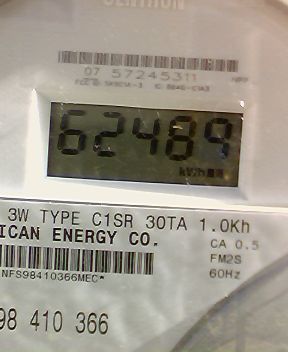 CENTRON
07 57245311
62489
kWh
3W TYPE C1SR 30TA 1.0Kh
ICAN ENERGY CO.
CA 0.5
FM2S
60Hz
NFS98410366MEC*
98 410 366